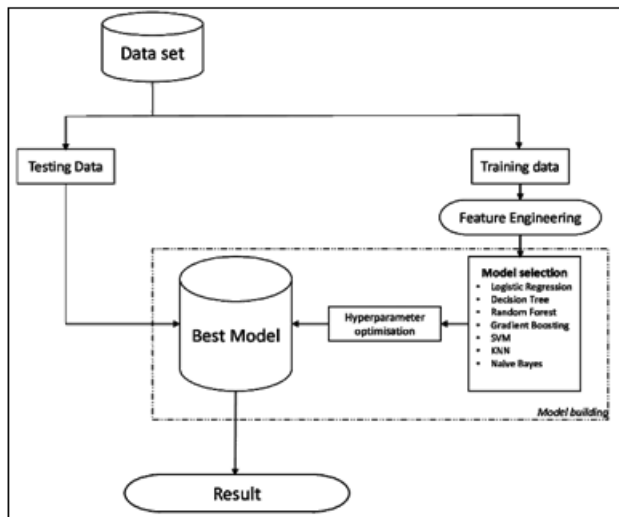 Data set
Testing Data
Training data
Feature Engineering
Model selection
• Logistic Regression
• Decision Tree
• Random Forest
• Gradient Boosting
• SVM
• KNN
• Naive Bayes
Hyperparameter
optimisation
Best Model
Model building
Result